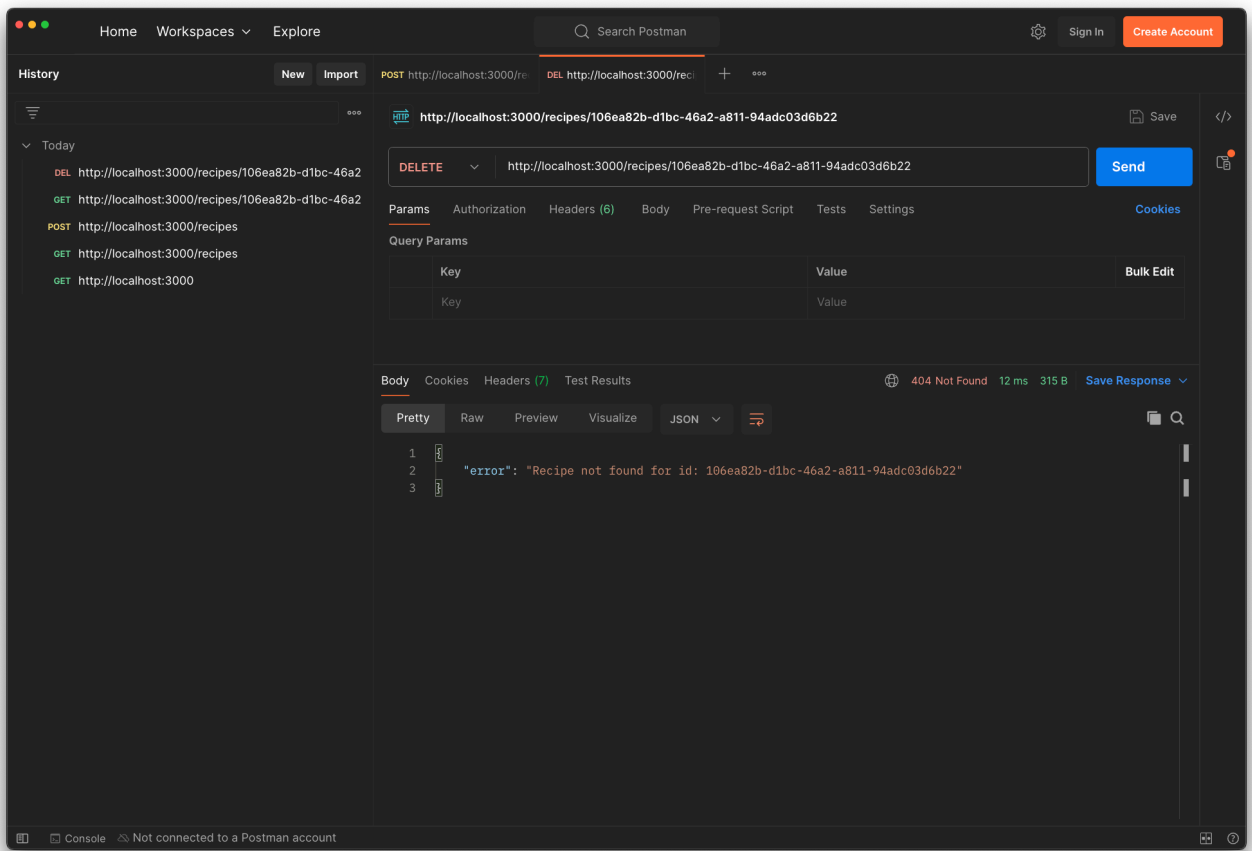 Home Workspaces Explore Search Postman Sign In Create Account
History New Import
POST http://localhost:3000/re DEL http://localhost:3000/reci
HTTP http://localhost:3000/recipes/106ea82b-d1bc-46a2-a811-94adc03d6b22 Save </>
Today
DEL http://localhost:3000/recipes/106ea82b-d1bc-46a2
GET http://localhost:3000/recipes/106ea82b-d1bc-46a2
POST http://localhost:3000/recipes
GET http://localhost:3000/recipes
GET http://localhost:3000
DELETE http://localhost:3000/recipes/106ea82b-d1bc-46a2-a811-94adc03d6b22 Send
Params Authorization Headers (6) Body Pre-request Script Tests Settings Cookies
Query Params
Key Value Bulk Edit
Key Value
Body Cookies Headers (7) Test Results 404 Not Found 12 ms 315 B Save Response
Pretty Raw Preview Visualize JSON
1 {
2 "error": "Recipe not found for id: 106ea82b-d1bc-46a2-a811-94adc03d6b22"
3 }
Console Not connected to a Postman account